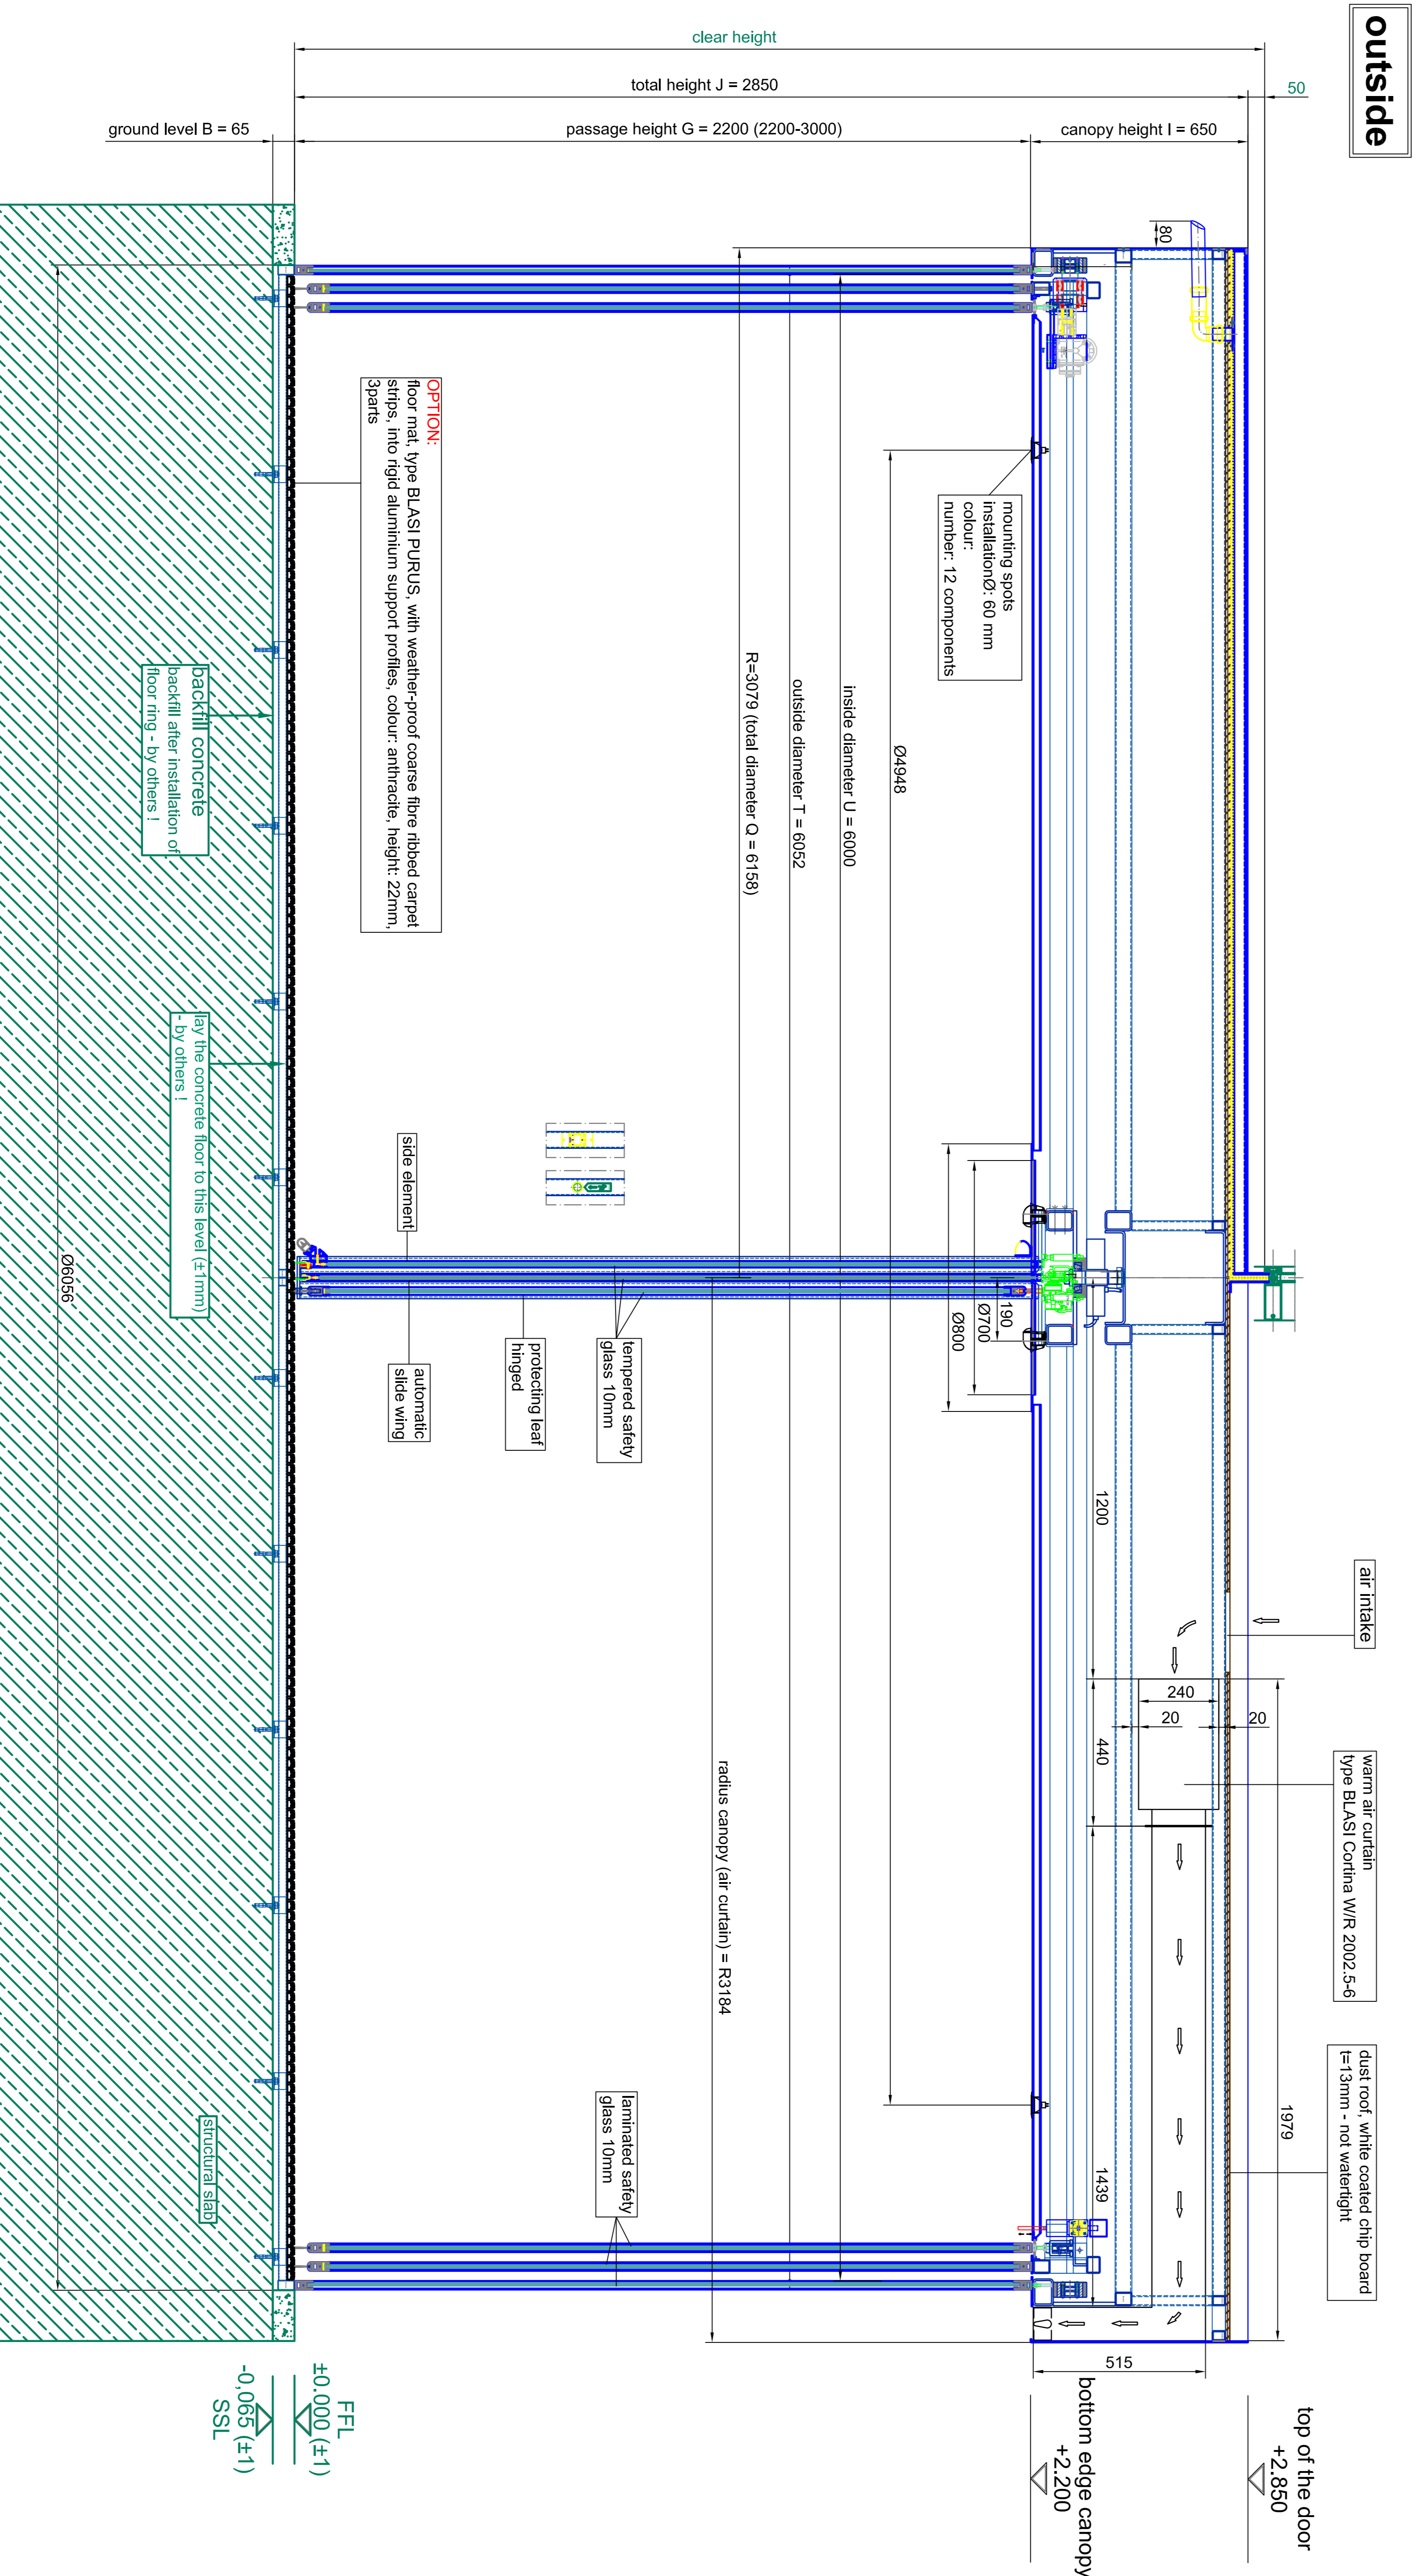 outside
clear height
50
total height J = 2850
ground level B = 65
passage height G = 2200 (2200-3000)
canopy height I = 650
80
OPTION:
floor mat, type BLASI PURUS, with weather-proof coarse fibre ribbed carpet
strips, into rigid aluminium support profiles, colour: anthracite, height: 22mm,
3parts
mounting spots
installationØ: 60 mm
colour:
number: 12 components
backfill concrete
backfill after installation of
floor ring - by others !
R=3079 (total diameter Q = 6158)
outside diameter T = 6052
inside diameter U = 6000
Ø4948
lay the concrete floor to this level (±1mm)
- by others !
side element
Ø6056
190
Ø700
Ø800
tempered safety
glass 10mm
protecting leaf
hinged
automatic
slide wing
1200
air intake
240
20
20
440
warm air curtain
type BLASI Cortina W/R 2002.5-6
radius canopy (air curtain) = R3184
dust roof, white coated chip board
t=13mm - not watertight
1979
1439
laminated safety
glass 10mm
structural slab
515
top of the door
+2.850
bottom edge canopy
+2.200
FFL
±0.000 (±1)
-0,065 (±1)
SSL